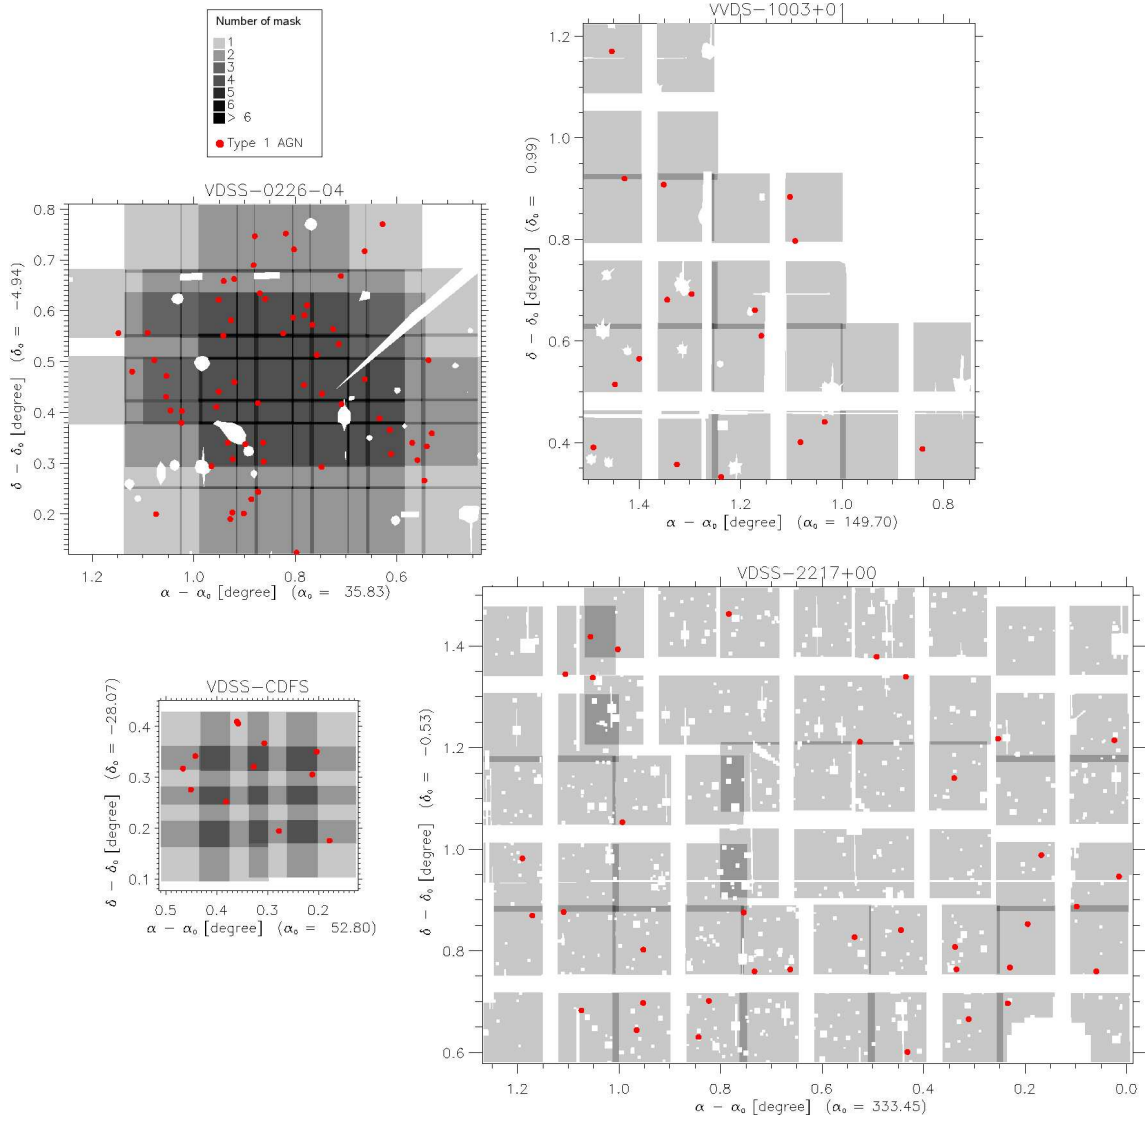 Number of mask
1
2
3
4
5
6
> 6
Type 1 AGN
VVDS-1003+01
1.2
1.0
0.8
0.6
0.4
δ - δ₀ [degree] (δ₀ = 0.99)
1.4 1.2 1.0 0.8
α - α₀ [degree] (α₀ = 149.70)
VDSS-0226-04
0.8
0.7
0.6
0.5
0.4
0.3
0.2
δ - δ₀ [degree] (δ₀ = -4.94)
1.2 1.0 0.8 0.6
α - α₀ [degree] (α₀ = 35.83)
VDSS-2217+00
1.4
1.2
1.0
0.8
0.6
δ - δ₀ [degree] (δ₀ = -0.53)
1.2 1.0 0.8 0.6 0.4 0.2 0.0
α - α₀ [degree] (α₀ = 333.45)
VDSS-CDFS
0.4
0.3
0.2
0.1
δ - δ₀ [degree] (δ₀ = -28.07)
0.5 0.4 0.3 0.2
α - α₀ [degree] (α₀ = 52.80)